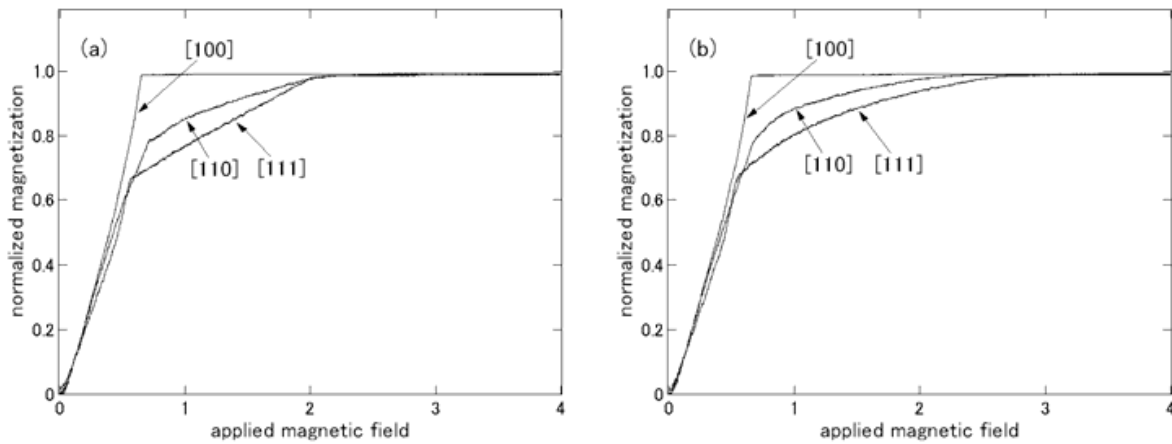 (a)
[100]
[110]
[111]
normalized magnetization
1.0
0.8
0.6
0.4
0.2
0
0 1 2 3 4
applied magnetic field
(b)
[100]
[110]
[111]
normalized magnetization
1.0
0.8
0.6
0.4
0.2
0
0 1 2 3 4
applied magnetic field